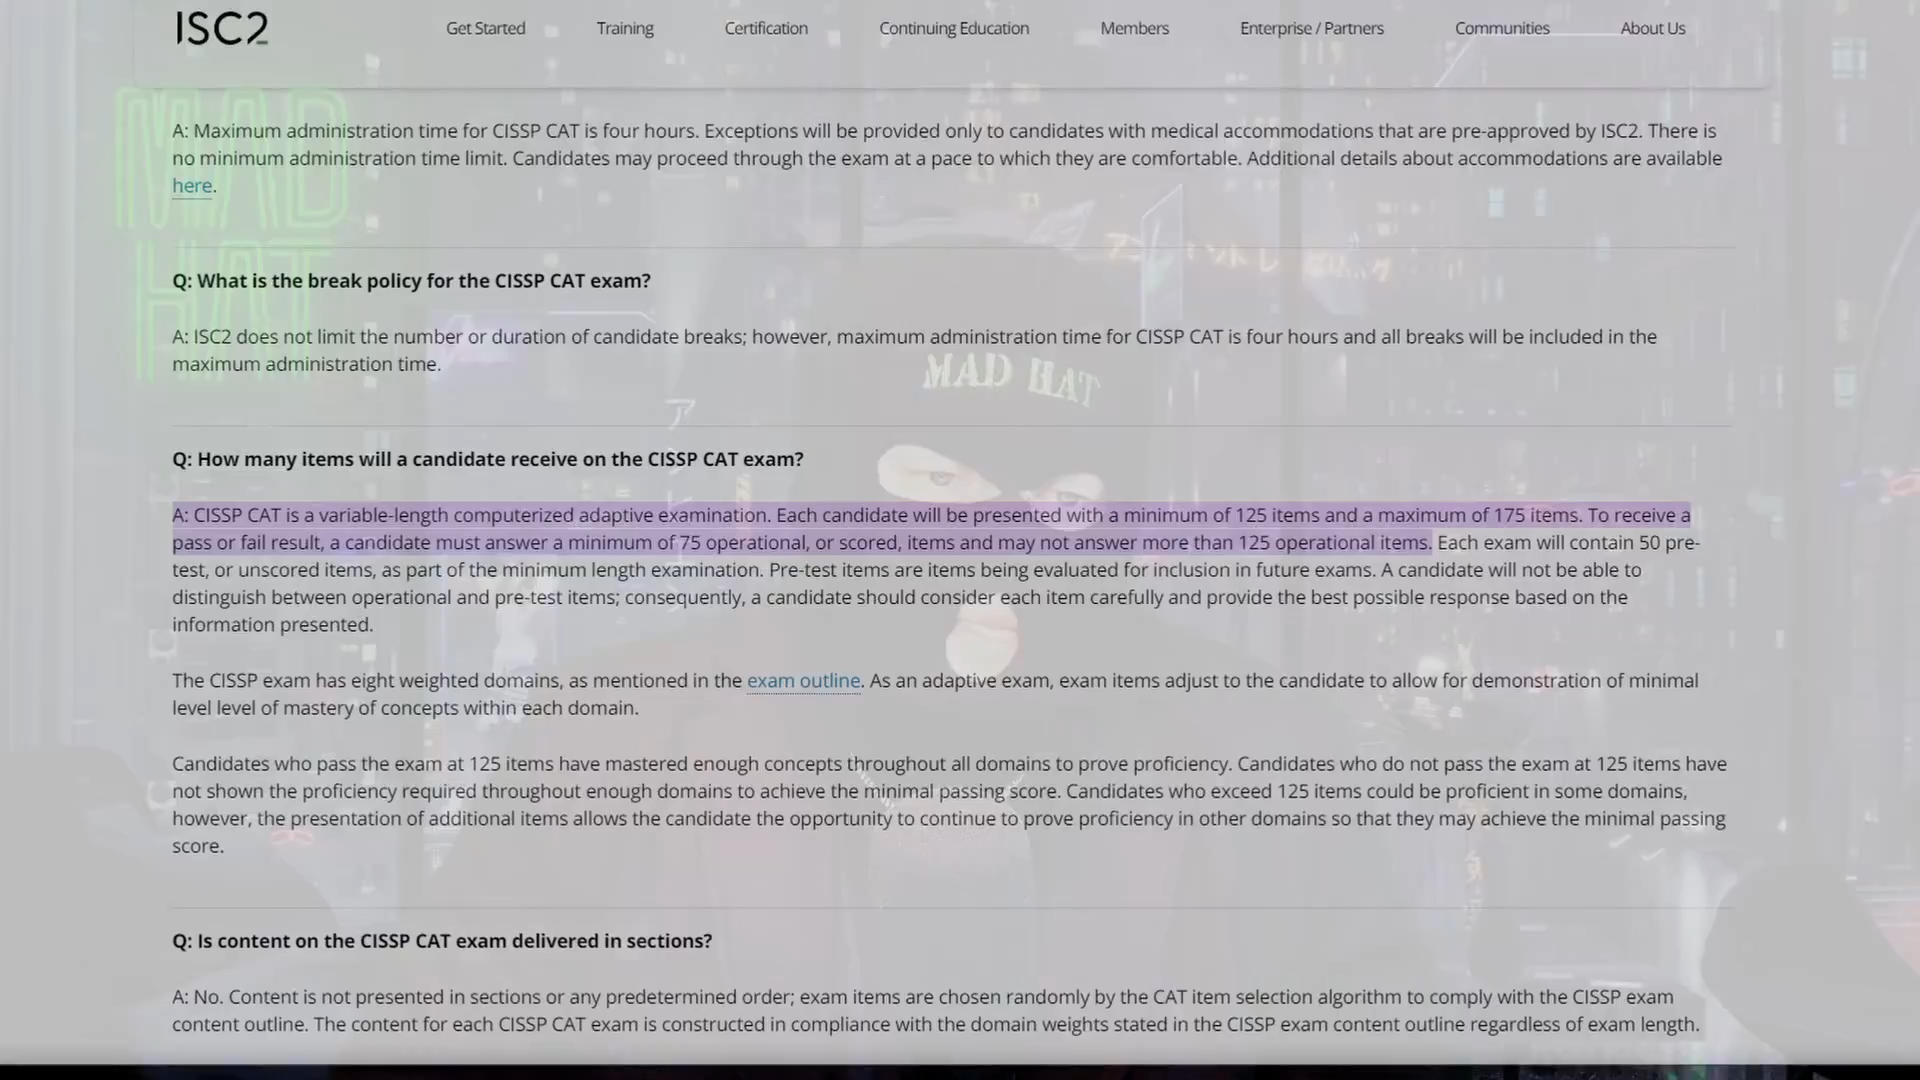 ISC2
Get Started Training Certification Continuing Education Members Enterprise / Partners Communities About Us
MAD
HAT
A: Maximum administration time for CISSP CAT is four hours. Exceptions will be provided only to candidates with medical accommodations that are pre-approved by ISC2. There is
no minimum administration time limit. Candidates may proceed through the exam at a pace to which they are comfortable. Additional details about accommodations are available
here.
Q: What is the break policy for the CISSP CAT exam?
A: ISC2 does not limit the number or duration of candidate breaks; however, maximum administration time for CISSP CAT is four hours and all breaks will be included in the
maximum administration time.
MAD HAT
Q: How many items will a candidate receive on the CISSP CAT exam?
A: CISSP CAT is a variable-length computerized adaptive examination. Each candidate will be presented with a minimum of 125 items and a maximum of 175 items. To receive a
pass or fail result, a candidate must answer a minimum of 75 operational, or scored, items and may not answer more than 125 operational items. Each exam will contain 50 pre-
test, or unscored items, as part of the minimum length examination. Pre-test items are items being evaluated for inclusion in future exams. A candidate will not be able to
distinguish between operational and pre-test items; consequently, a candidate should consider each item carefully and provide the best possible response based on the
information presented.
The CISSP exam has eight weighted domains, as mentioned in the exam outline. As an adaptive exam, exam items adjust to the candidate to allow for demonstration of minimal
level level of mastery of concepts within each domain.
Candidates who pass the exam at 125 items have mastered enough concepts throughout all domains to prove proficiency. Candidates who do not pass the exam at 125 items have
not shown the proficiency required throughout enough domains to achieve the minimal passing score. Candidates who exceed 125 items could be proficient in some domains,
however, the presentation of additional items allows the candidate the opportunity to continue to prove proficiency in other domains so that they may achieve the minimal passing
score.
Q: Is content on the CISSP CAT exam delivered in sections?
A: No. Content is not presented in sections or any predetermined order; exam items are chosen randomly by the CAT item selection algorithm to comply with the CISSP exam
content outline. The content for each CISSP CAT exam is constructed in compliance with the domain weights stated in the CISSP exam content outline regardless of exam length.